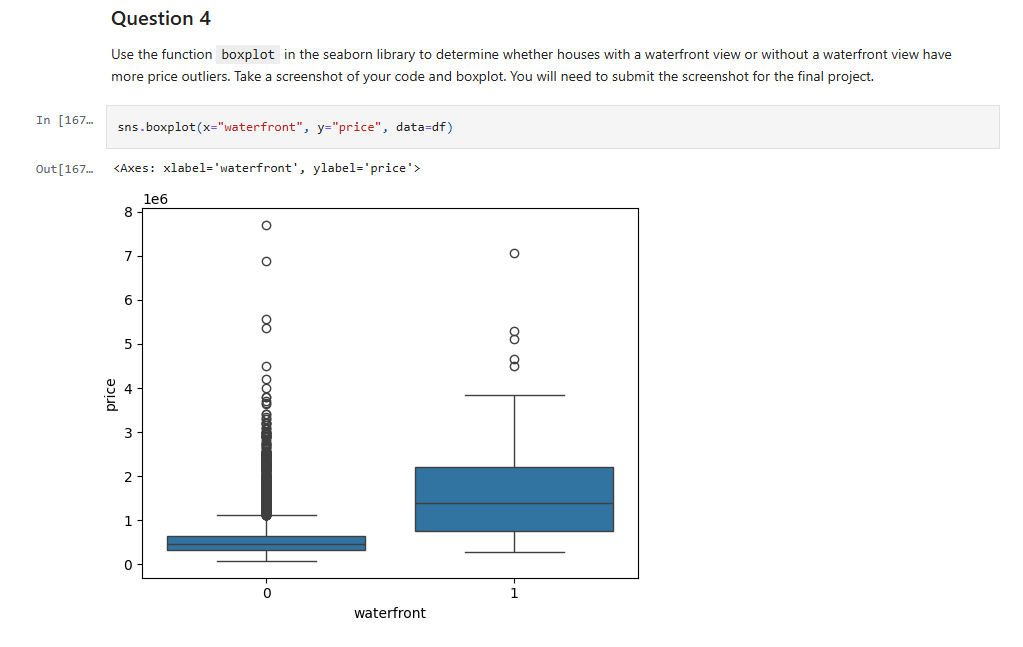 Question 4
Use the function boxplot in the seaborn library to determine whether houses with a waterfront view or without a waterfront view have
more price outliers. Take a screenshot of your code and boxplot. You will need to submit the screenshot for the final project.
In [167…
sns.boxplot(x="waterfront", y="price", data=df)
Out[167…
<Axes: xlabel='waterfront', ylabel='price'>
1e6
8
7
6
5
4
3
2
1
0
price
0
1
waterfront